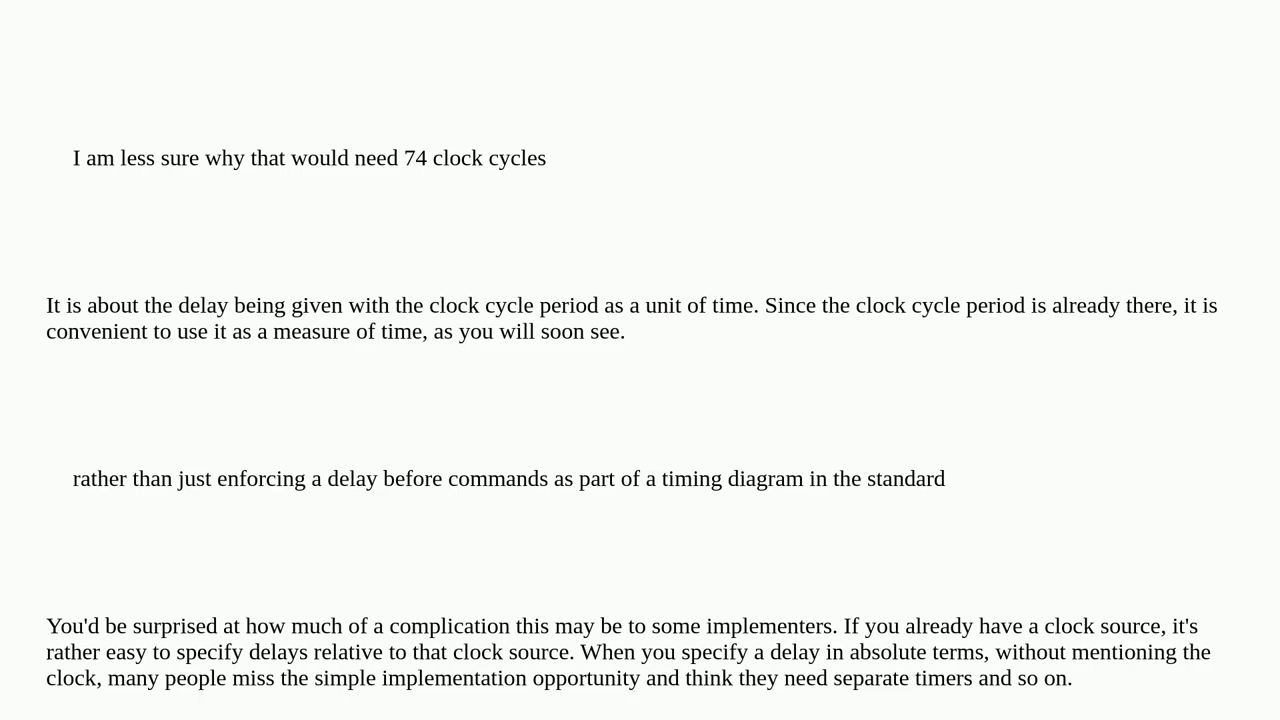 I am less sure why that would need 74 clock cycles
It is about the delay being given with the clock cycle period as a unit of time. Since the clock cycle period is already there, it is
convenient to use it as a measure of time, as you will soon see.
rather than just enforcing a delay before commands as part of a timing diagram in the standard
You'd be surprised at how much of a complication this may be to some implementers. If you already have a clock source, it's
rather easy to specify delays relative to that clock source. When you specify a delay in absolute terms, without mentioning the
clock, many people miss the simple implementation opportunity and think they need separate timers and so on.